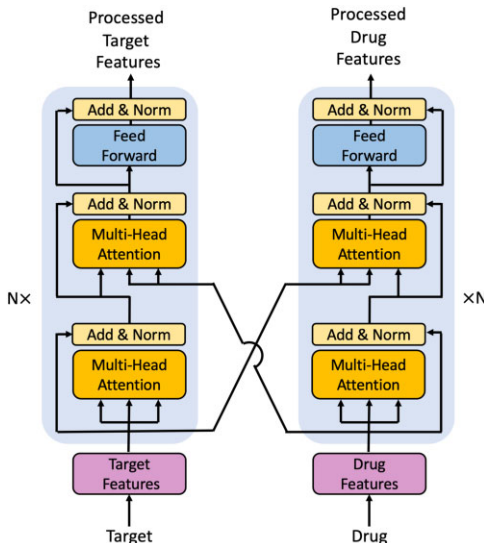 Processed
Target
Features
Add & Norm
Feed
Forward
Add & Norm
Multi-Head
Attention
N×
Add & Norm
Multi-Head
Attention
Target
Features
Target
Processed
Drug
Features
Add & Norm
Feed
Forward
Add & Norm
Multi-Head
Attention
×N
Add & Norm
Multi-Head
Attention
Drug
Features
Drug